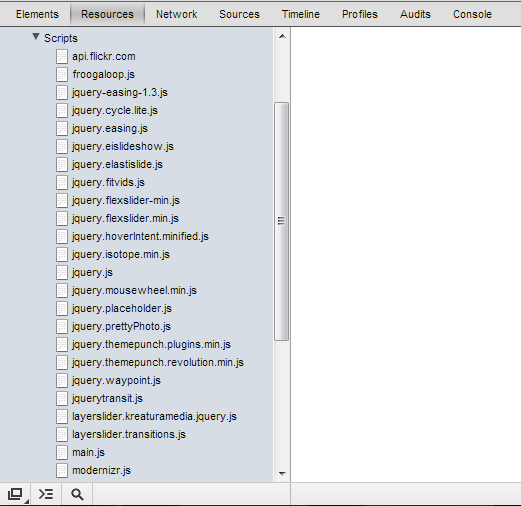 Elements Resources Network Sources Timeline Profiles Audits Console
Scripts
api.flickr.com
froogaloop.js
jquery-easing-1.3.js
jquery.cycle.lite.js
jquery.easing.js
jquery.eislideshow.js
jquery.elastislide.js
jquery.fitvids.js
jquery.flexslider-min.js
jquery.flexslider.min.js
jquery.hoverIntent.minified.js
jquery.isotope.min.js
jquery.js
jquery.mousewheel.min.js
jquery.placeholder.js
jquery.prettyPhoto.js
jquery.themepunch.plugins.min.js
jquery.themepunch.revolution.min.js
jquery.waypoint.js
jquerytransit.js
layerslider.kreaturamedia.jquery.js
layerslider.transitions.js
main.js
modernizr.js